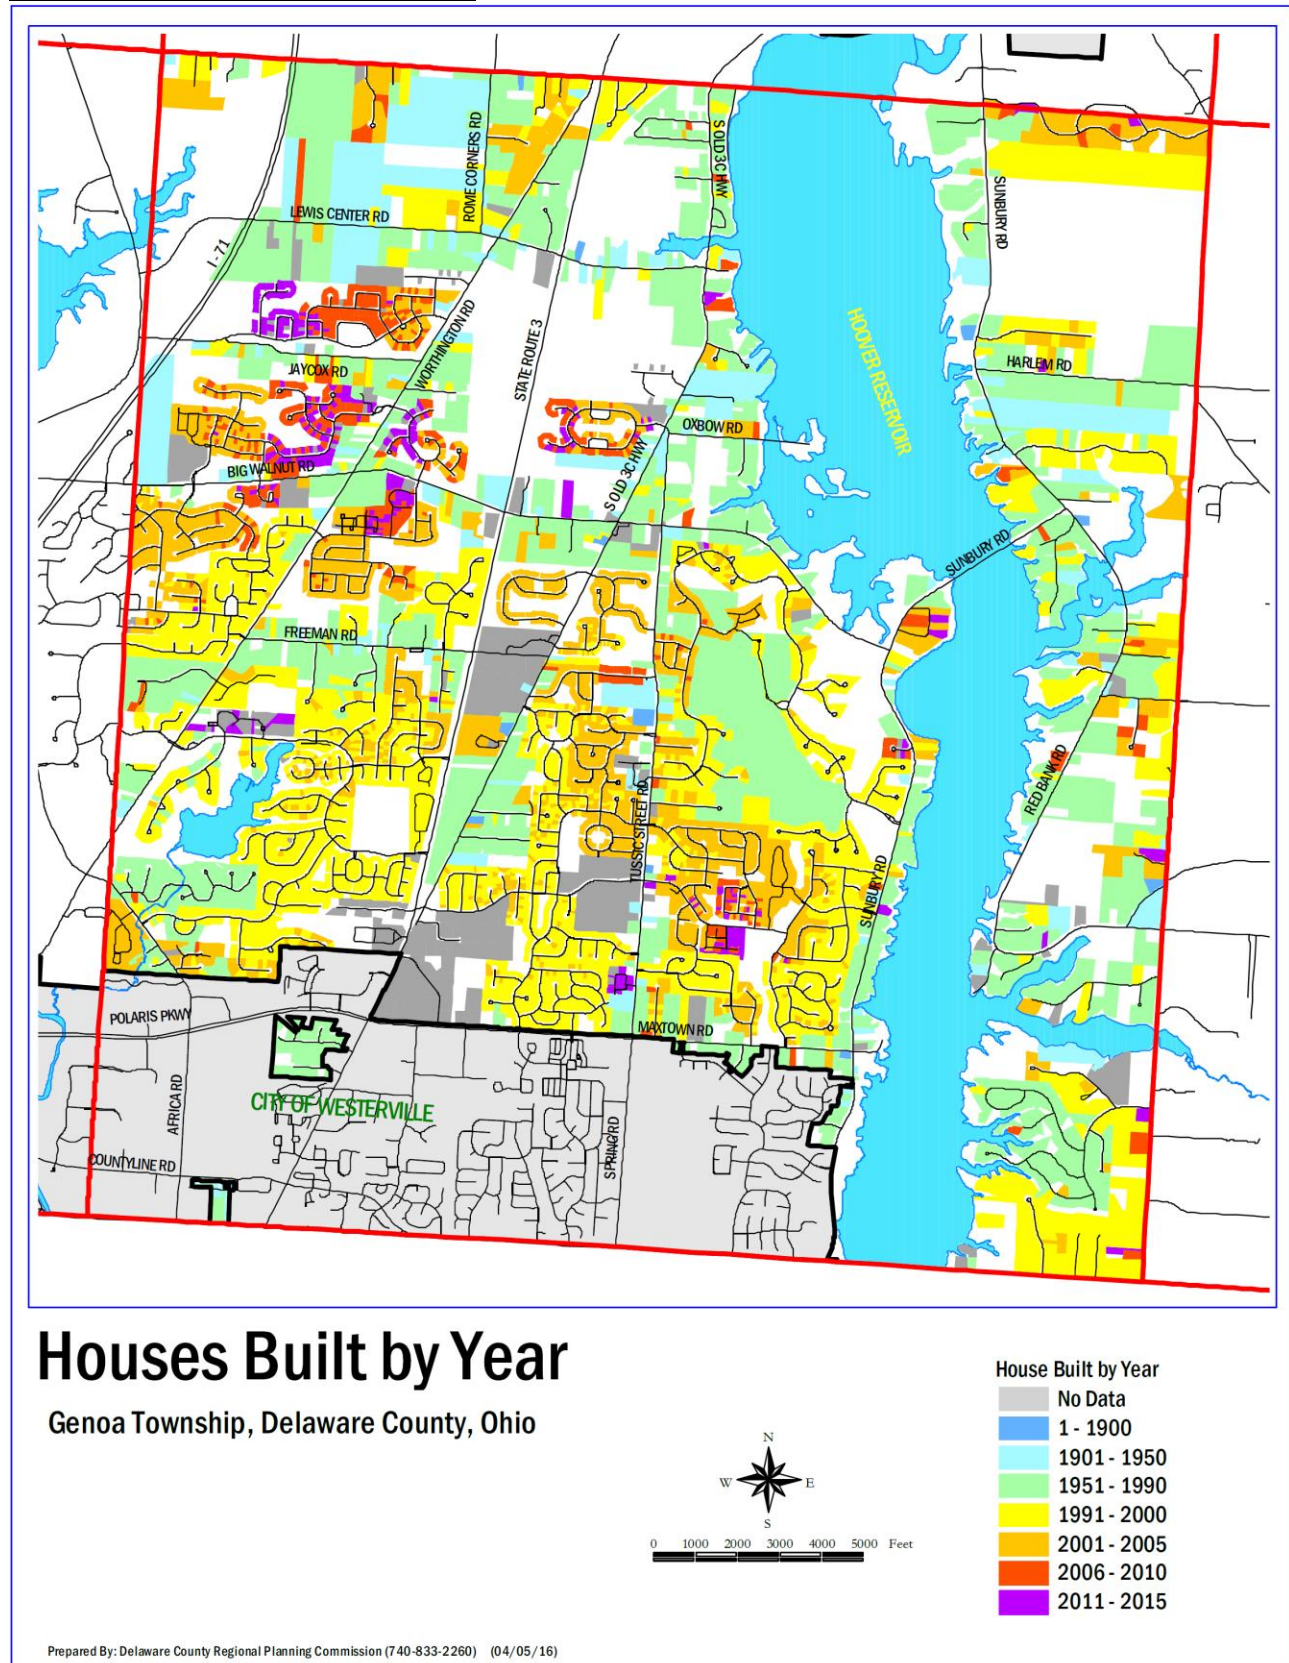 S OLD 3C HWY
ROME CORNERS RD
SUNBURY RD
LEWIS CENTER RD
I - 71
WORTHINGTON RD
STATE ROUTE 3
HOOVER RESERVOIR
JAYCOX RD
HARLEM RD
OXBOW RD
BIG WALNUT RD
S OLD 3C HWY
SUNBURY RD
FREEMAN RD
RED BANK RD
TUSSIC STREET RD
SUNBURY RD
POLARIS PKWY
MAXTOWN RD
AFRICA RD
CITY OF WESTERVILLE
SPRING RD
COUNTYLINE RD
Houses Built by Year
Genoa Township, Delaware County, Ohio
N
W E
S
0 1000 2000 3000 4000 5000 Feet
House Built by Year
No Data
1 - 1900
1901 - 1950
1951 - 1990
1991 - 2000
2001 - 2005
2006 - 2010
2011 - 2015
Prepared By: Delaware County Regional Planning Commission (740-833-2260) (04/05/16)